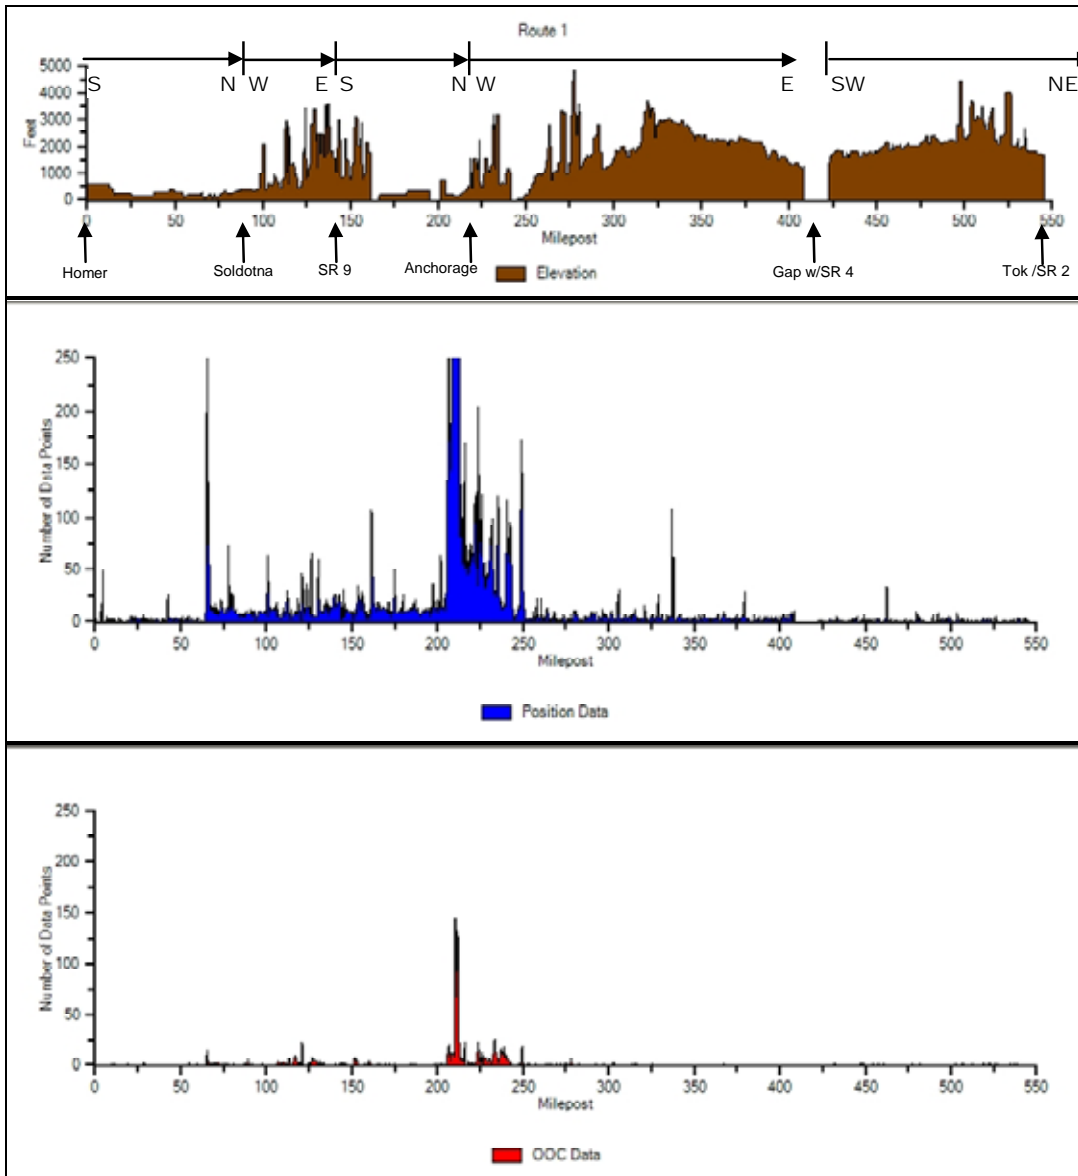 Route 1
S N W E S N W E SW NE
5000
4000
3000
2000
1000
0
Feet
0 50 100 150 200 250 300 350 400 450 500 550
Milepost
Homer Soldotna SR 9 Anchorage Gap w/SR 4 Tok /SR 2
Elevation
250
200
150
100
50
0
Number of Data Points
0 50 100 150 200 250 300 350 400 450 500 550
Milepost
Position Data
250
200
150
100
50
0
Number of Data Points
0 50 100 150 200 250 300 350 400 450 500 550
Milepost
OOC Data